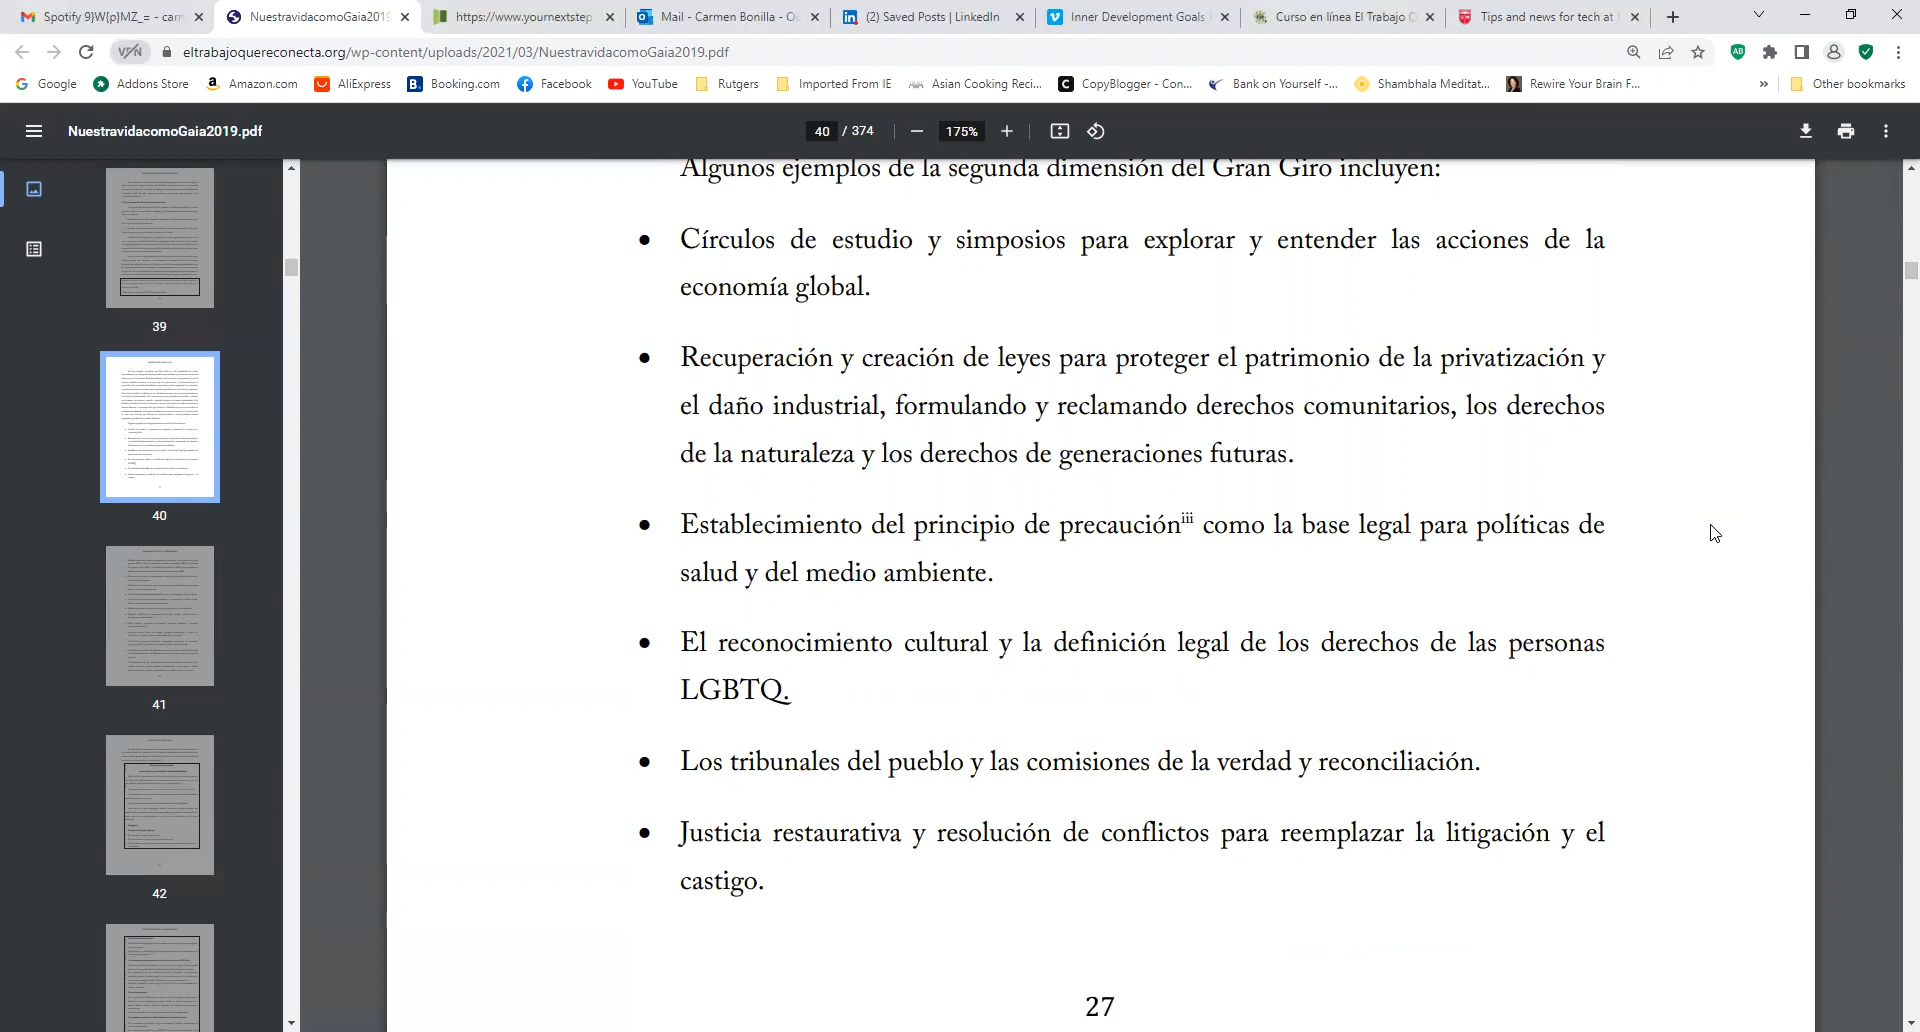 Spotify 9}W{p}MZ_= - can
NuestravidacomoGaia2019
https://www.yournextstep
Mail - Carmen Bonilla - O
(2) Saved Posts | LinkedIn
Inner Development Goals
Curso en línea El Trabajo
Tips and news for tech at
VPN
eltrabajoquereconecta.org/wp-content/uploads/2021/03/NuestravidacomoGaia2019.pdf
Google
Addons Store
Amazon.com
AliExpress
Booking.com
Facebook
YouTube
Rutgers
Imported From IE
Asian Cooking Reci...
CopyBlogger - Con...
Bank on Yourself -...
Shambhala Meditat...
Rewire Your Brain F...
»
Other bookmarks
NuestravidacomoGaia2019.pdf
40 / 374
175%
39
40
41
42
Algunos ejemplos de la segunda dimensión del Gran Giro incluyen:
• Círculos de estudio y simposios para explorar y entender las acciones de la
economía global.
• Recuperación y creación de leyes para proteger el patrimonio de la privatización y
el daño industrial, formulando y reclamando derechos comunitarios, los derechos
de la naturaleza y los derechos de generaciones futuras.
• Establecimiento del principio de precauciónⁱⁱⁱ como la base legal para políticas de
salud y del medio ambiente.
• El reconocimiento cultural y la definición legal de los derechos de las personas
LGBTQ.
• Los tribunales del pueblo y las comisiones de la verdad y reconciliación.
• Justicia restaurativa y resolución de conflictos para reemplazar la litigación y el
castigo.
27